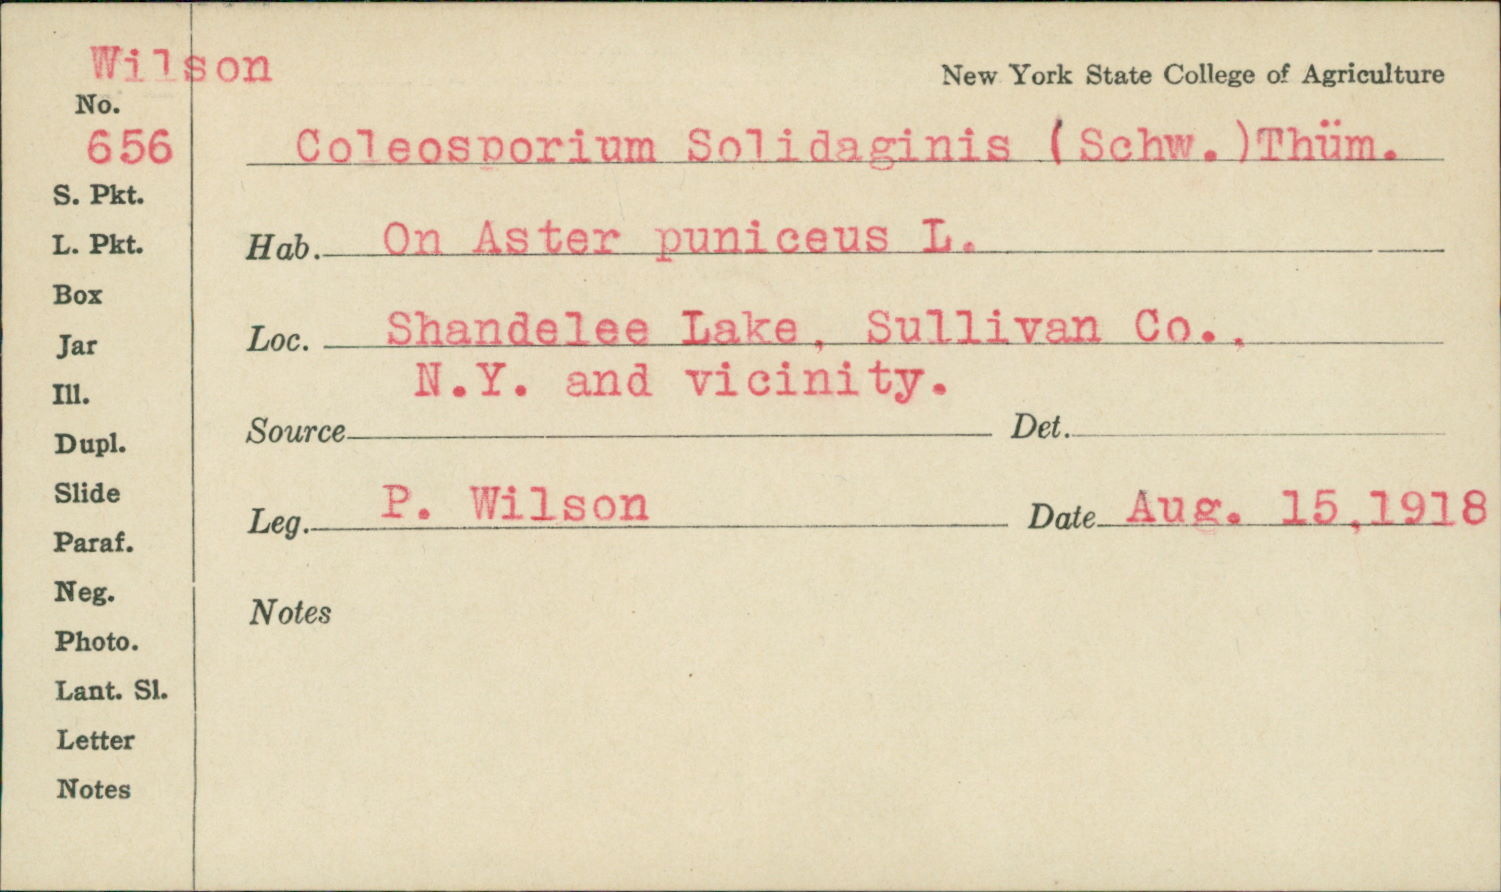 Wilson
New York State College of Agriculture
No.
656
Coleosporium Solidaginis (Schw.)Thüm.
S. Pkt.
L. Pkt.
Hab. On Aster puniceus L.
Box
Jar
Loc. Shandelee Lake, Sullivan Co.,
N.Y. and vicinity.
Ill.
Dupl.
Source Det.
Slide
Leg. P. Wilson Date Aug. 15,1918
Paraf.
Neg.
Notes
Photo.
Lant. Sl.
Letter
Notes